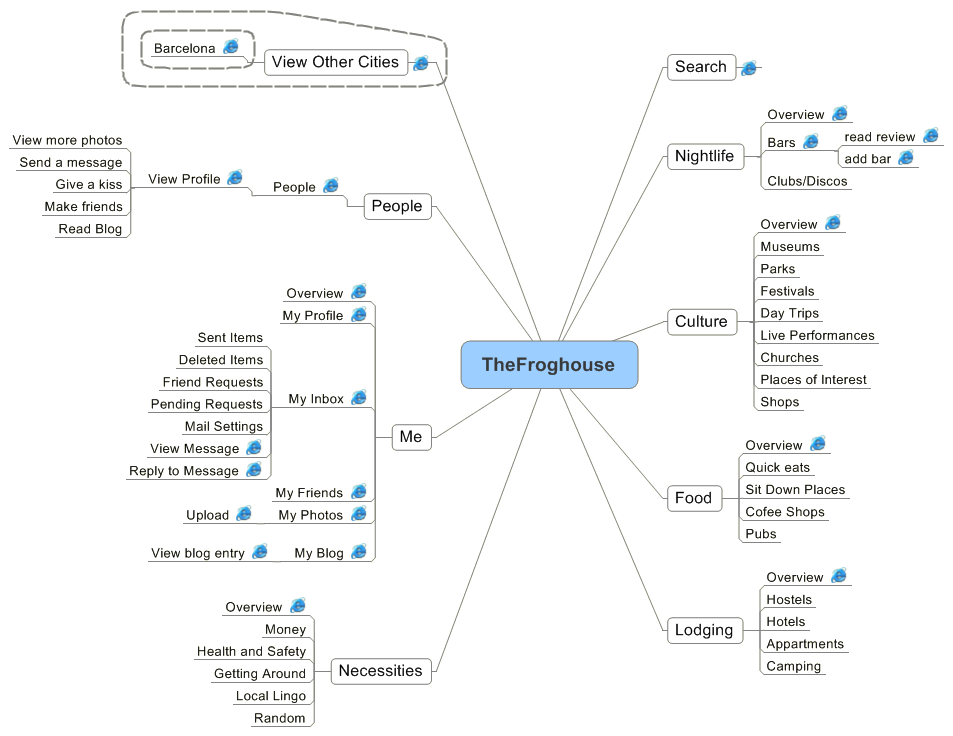 TheFroghouse
View Other Cities
Barcelona
People
People
View Profile
View more photos
Send a message
Give a kiss
Make friends
Read Blog
Me
Overview
My Profile
My Inbox
Sent Items
Deleted Items
Friend Requests
Pending Requests
Mail Settings
View Message
Reply to Message
My Friends
My Photos
Upload
My Blog
View blog entry
Necessities
Overview
Money
Health and Safety
Getting Around
Local Lingo
Random
Search
Nightlife
Overview
Bars
read review
add bar
Clubs/Discos
Culture
Overview
Museums
Parks
Festivals
Day Trips
Live Performances
Churches
Places of Interest
Shops
Food
Overview
Quick eats
Sit Down Places
Cofee Shops
Pubs
Lodging
Overview
Hostels
Hotels
Appartments
Camping